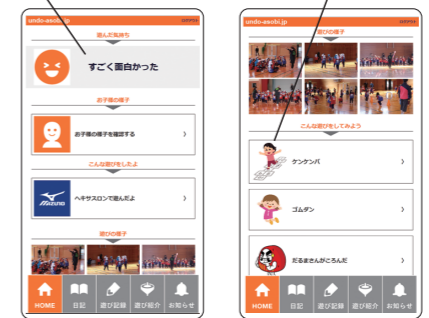 undo-asobi.jp
遊んだ気持ち
すごく面白かった
お子様の様子
お子様の様子を確認する
こんな遊びをしたよ
MIZUNO
ヘキサスロンで遊んだよ
遊びの様子
HOME
日記
遊び記録
遊び紹介
お知らせ
undo-asobi.jp
遊びの様子
こんな遊びをしてみよう
ケンケンパ
ゴムダン
だるまさんがころんだ
HOME
日記
遊び記録
遊び紹介
お知らせ